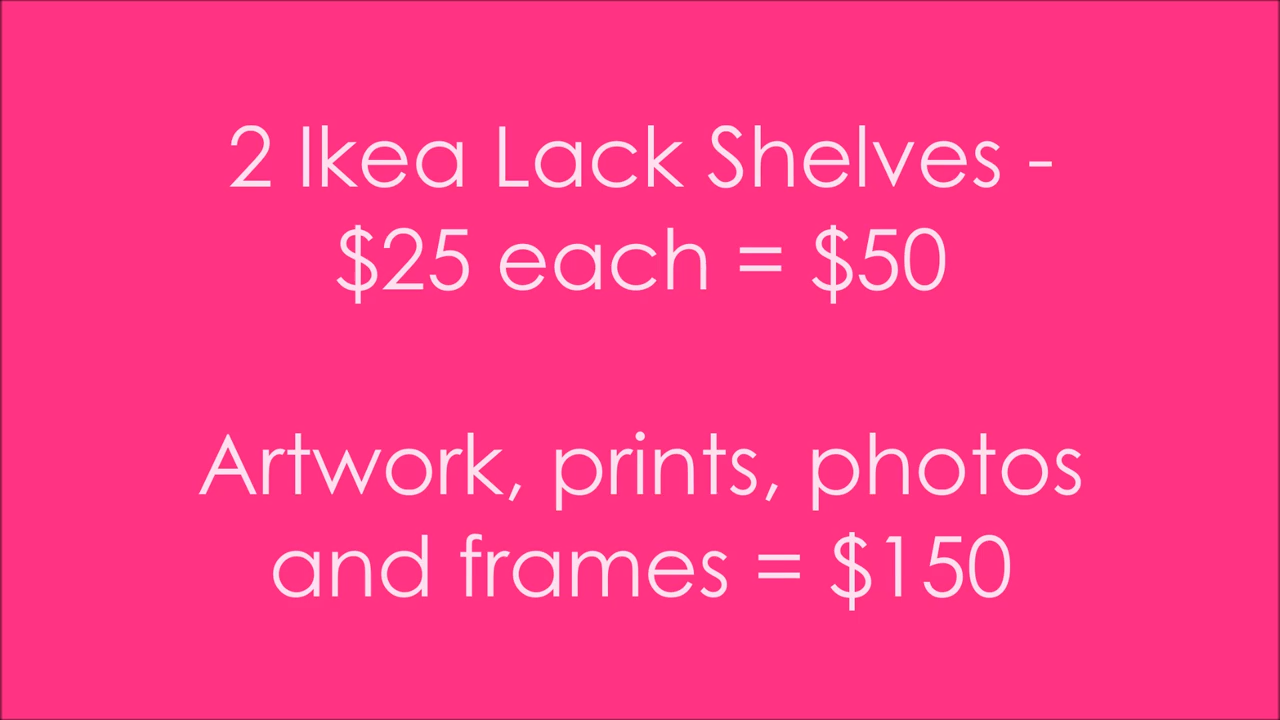 2 Ikea Lack Shelves -
$25 each = $50
Artwork, prints, photos
and frames = $150